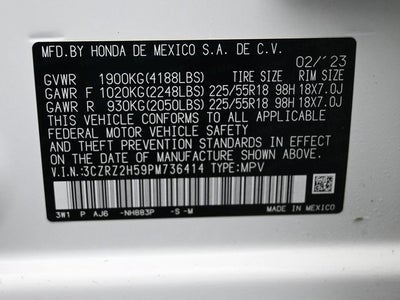 MFD.BY HONDA DE MEXICO S.A. DE C.V.
02/'23
GVWR 1900KG(4188LBS) TIRE SIZE RIM SIZE
GAWR F 1020KG(2248LBS) 225/55R18 98H 18X7.0J
GAWR R 930KG(2050LBS) 225/55R18 98H 18X7.0J
THIS VEHICLE CONFORMS TO ALL APPLICABLE
FEDERAL MOTOR VEHICLE SAFETY
AND THEFT PREVENTION STANDARDS IN EFFECT ON
THE DATE OF MANUFACTURE SHOWN ABOVE.
V.I.N.:3CZRZ2H59PM736414 TYPE:MPV
3W1 P AJ6 -NH883P -S -M
MADE IN MEXICO